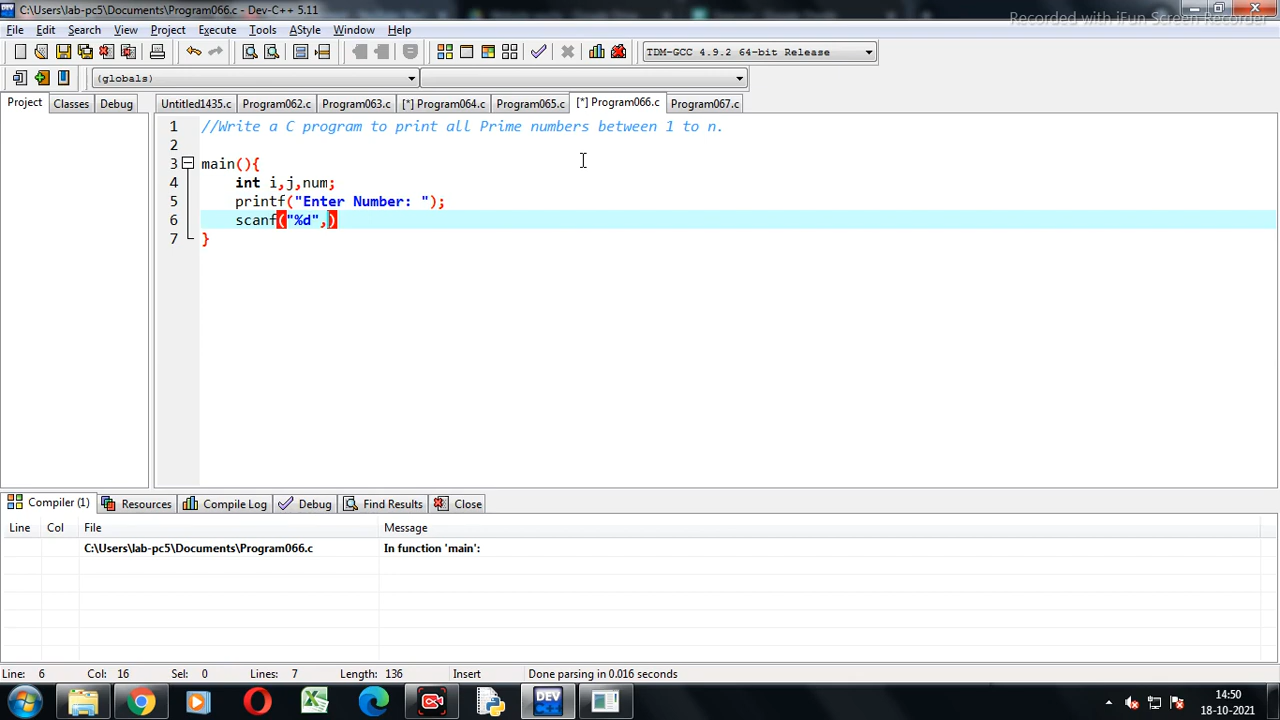 C:\Users\lab-pc5\Documents\Program066.c - Dev-C++ 5.11
Recorded with iFun Screen Recorder
File Edit Search View Project Execute Tools AStyle Window Help
TDM-GCC 4.9.2 64-bit Release
(globals)
Project Classes Debug Untitled1435.c Program062.c Program063.c [*] Program064.c Program065.c [*] Program066.c Program067.c
1 //Write a C program to print all Prime numbers between 1 to n.
2
3 main(){
4 int i,j,num;
5 printf("Enter Number: ");
6 scanf("%d",)
7 }
Compiler (1) Resources Compile Log Debug Find Results Close
Line Col File Message
C:\Users\lab-pc5\Documents\Program066.c In function 'main':
Line: 6 Col: 16 Sel: 0 Lines: 7 Length: 136 Insert Done parsing in 0.016 seconds
DEV C++
14:50
18-10-2021